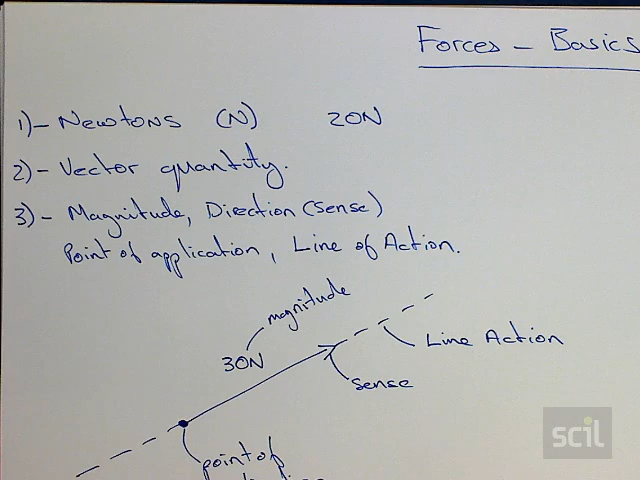 Forces - Basics
1)- Newtons (N) 20N
2)- Vector quantity.
3)- Magnitude, Direction (Sense)
Point of application, Line of Action.
magnitude
30N
Line Action
Sense
point of
scil